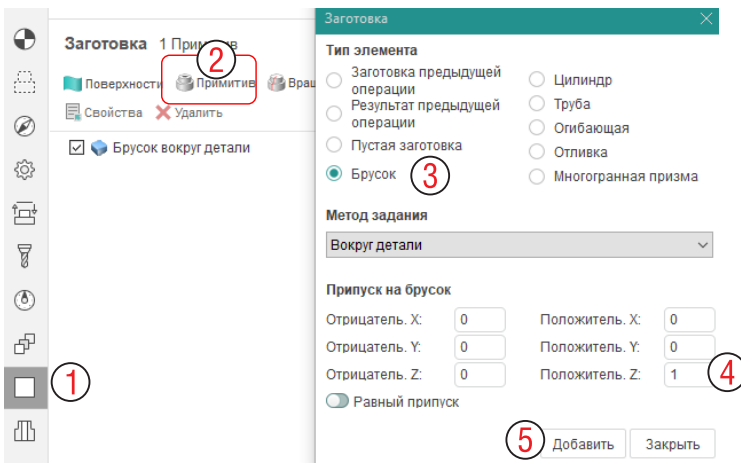 Заготовка 1 Примитив
2
Поверхности Примитив Вращ
Свойства Удалить
Брусок вокруг детали
1
Заготовка
Тип элемента
Заготовка предыдущей
операции
Результат предыдущей
операции
Пустая заготовка
Брусок
3
Цилиндр
Труба
Огибающая
Отливка
Многогранная призма
Метод задания
Вокруг детали
Припуск на брусок
Отрицатель. X: 0 Положитель. X: 0
Отрицатель. Y: 0 Положитель. Y: 0
Отрицатель. Z: 0 Положитель. Z: 1
4
Равный припуск
5
Добавить Закрыть